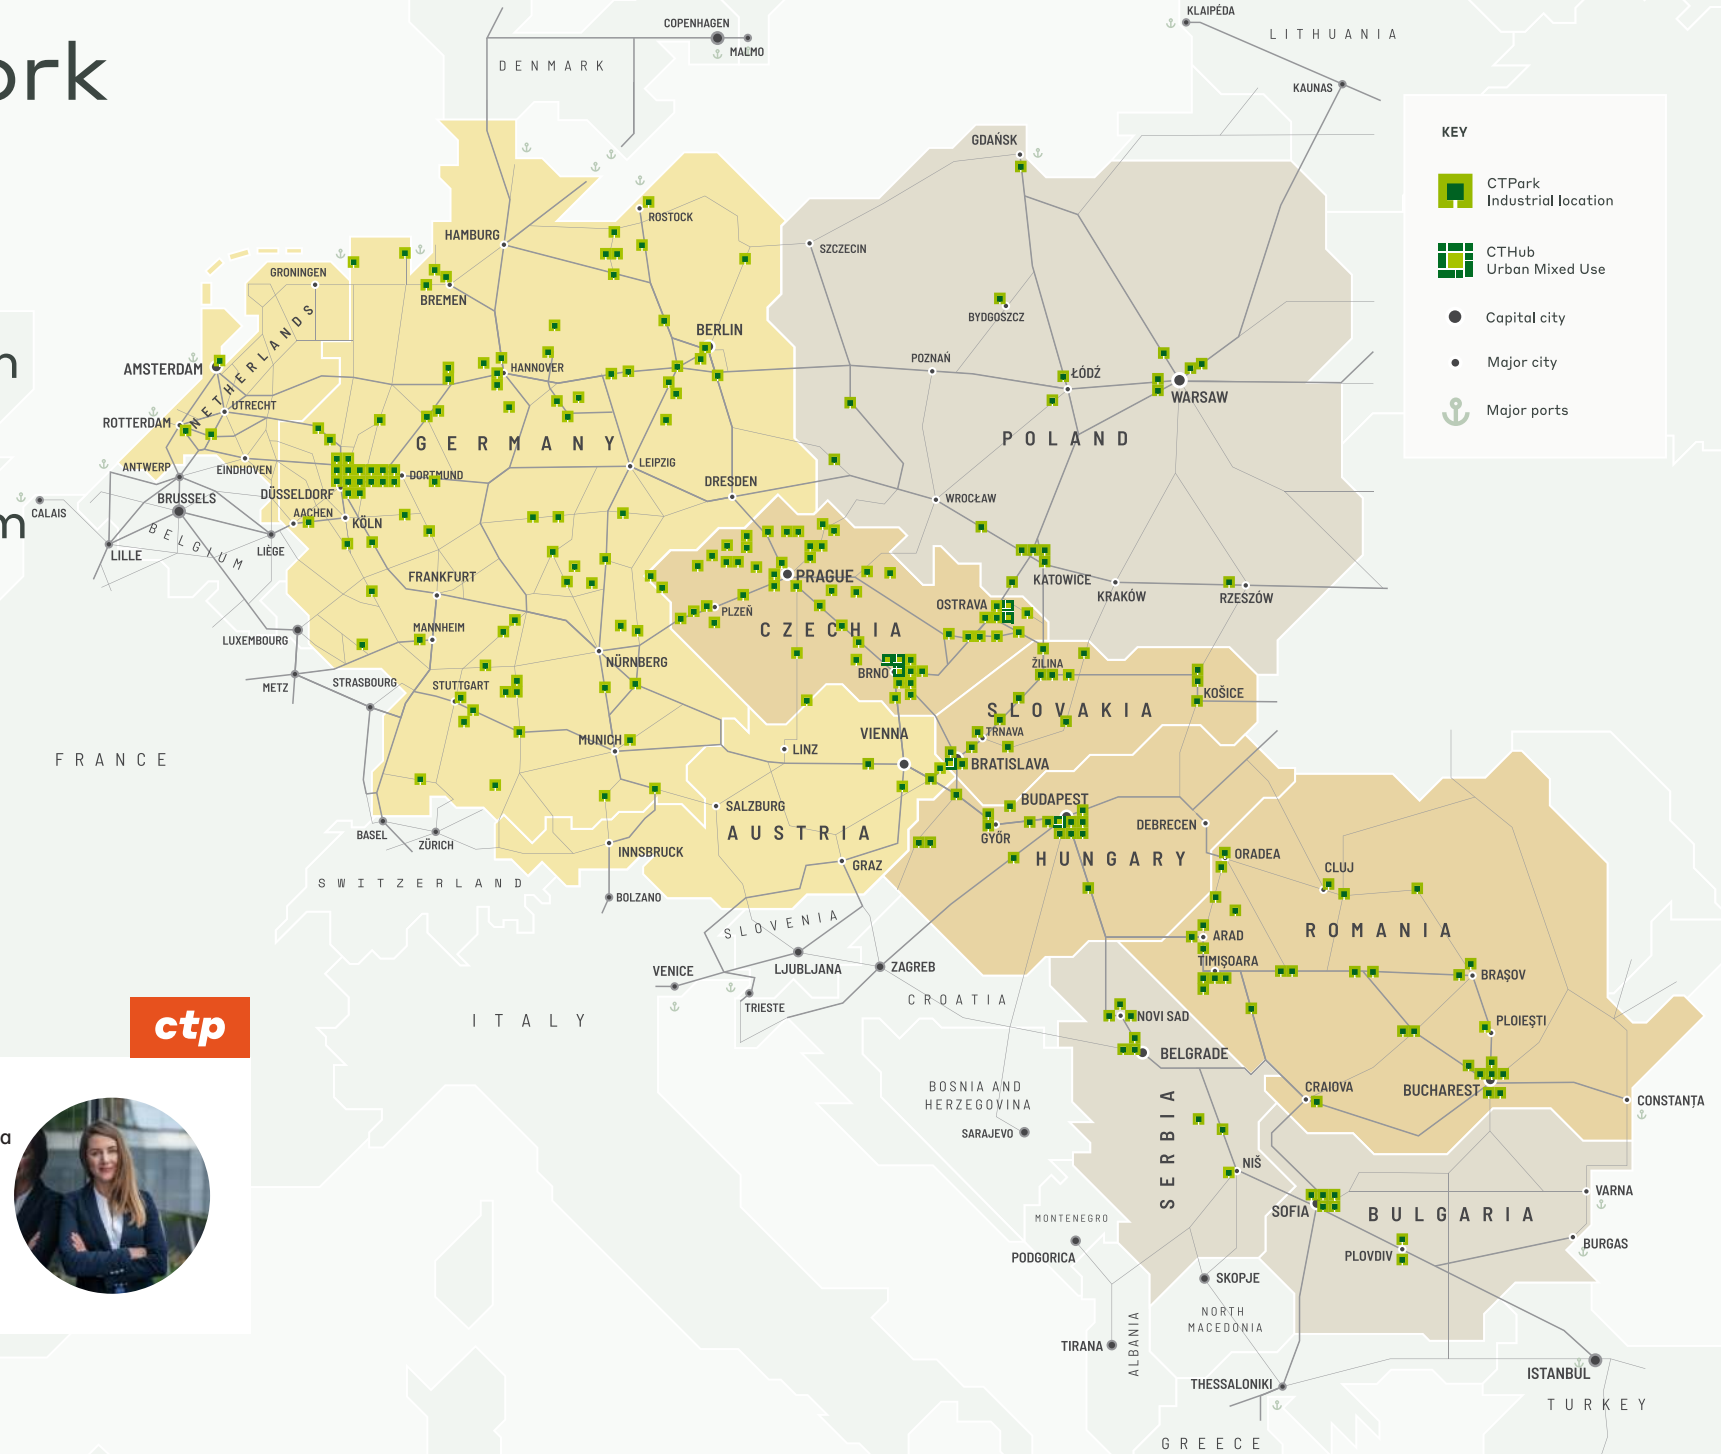 ork
n
m
a
ctp
KEY
CTPark
Industrial location
CTHub
Urban Mixed Use
Capital city
Major city
Major ports
COPENHAGEN
MALMO
DENMARK
KLAIPĖDA
LITHUANIA
KAUNAS
GDAŃSK
ROSTOCK
HAMBURG
SZCZECIN
GRONINGEN
BREMEN
BYDGOSZCZ
BERLIN
NETHERLANDS
AMSTERDAM
HANNOVER
POZNAŃ
ŁÓDŹ
WARSAW
UTRECHT
ROTTERDAM
GERMANY
POLAND
ANTWERP
EINDHOVEN
DORTMUND
LEIPZIG
DRESDEN
BRUSSELS
DÜSSELDORF
WROCŁAW
CALAIS
AACHEN
KÖLN
BELGIUM
LILLE
LIÈGE
FRANKFURT
PRAGUE
KATOWICE
KRAKÓW
RZESZÓW
OSTRAVA
PLZEŇ
CZECHIA
LUXEMBOURG
MANNHEIM
NÜRNBERG
BRNO
ŽILINA
METZ
STRASBOURG
STUTTGART
KOŠICE
SLOVAKIA
VIENNA
TRNAVA
MUNICH
LINZ
BRATISLAVA
FRANCE
SALZBURG
BUDAPEST
BASEL
ZÜRICH
AUSTRIA
GYŐR
DEBRECEN
INNSBRUCK
GRAZ
HUNGARY
ORADEA
CLUJ
SWITZERLAND
BOLZANO
SLOVENIA
ROMANIA
ARAD
TIMIȘOARA
BRAȘOV
VENICE
LJUBLJANA
ZAGREB
TRIESTE
CROATIA
NOVI SAD
PLOIEȘTI
ITALY
BELGRADE
BOSNIA AND
HERZEGOVINA
CRAIOVA
BUCHAREST
CONSTANȚA
SARAJEVO
SERBIA
NIŠ
VARNA
SOFIA
BULGARIA
MONTENEGRO
PODGORICA
PLOVDIV
BURGAS
SKOPJE
NORTH
MACEDONIA
TIRANA
ALBANIA
ISTANBUL
THESSALONIKI
TURKEY
GREECE